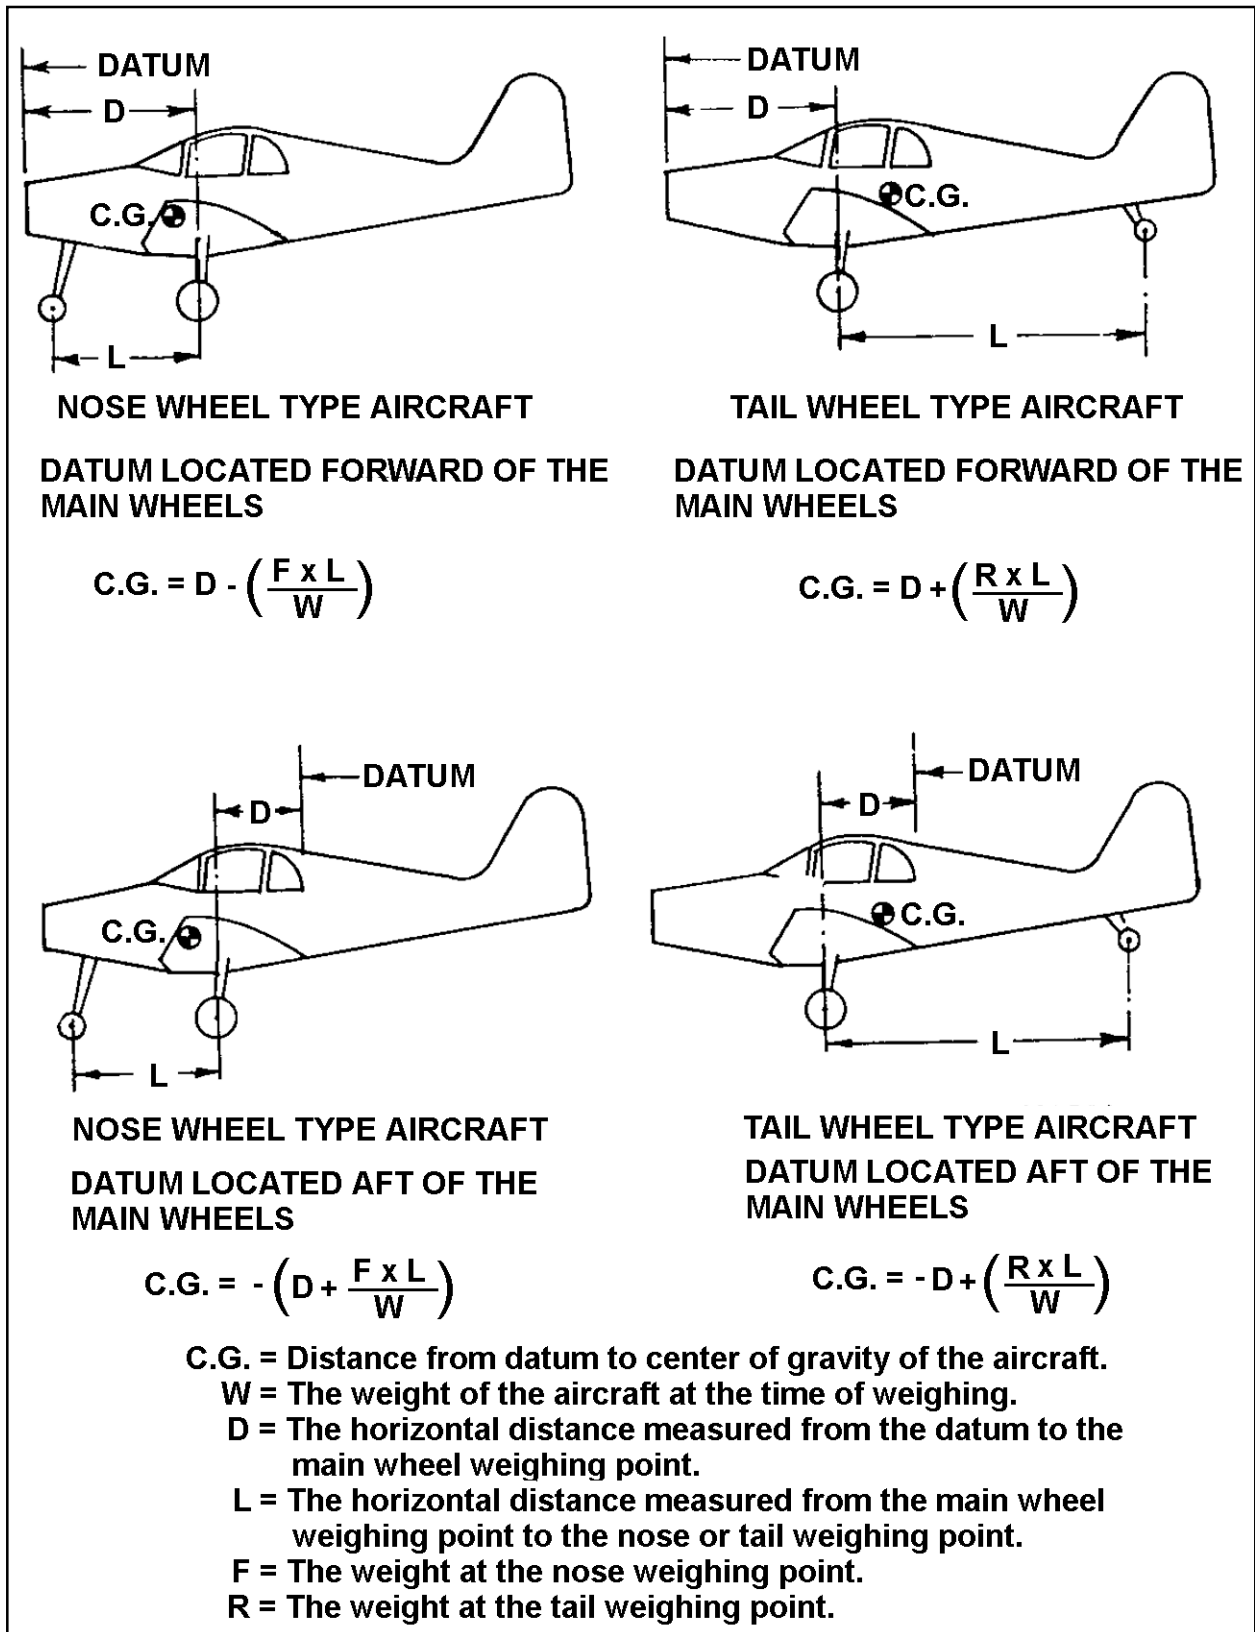 DATUM
D
C.G.
L
NOSE WHEEL TYPE AIRCRAFT
DATUM LOCATED FORWARD OF THE
MAIN WHEELS
C.G. = D - (F x L / W)
DATUM
D
C.G.
L
TAIL WHEEL TYPE AIRCRAFT
DATUM LOCATED FORWARD OF THE
MAIN WHEELS
C.G. = D + (R x L / W)
DATUM
D
C.G.
L
NOSE WHEEL TYPE AIRCRAFT
DATUM LOCATED AFT OF THE
MAIN WHEELS
C.G. = - (D + F x L / W)
DATUM
D
C.G.
L
TAIL WHEEL TYPE AIRCRAFT
DATUM LOCATED AFT OF THE
MAIN WHEELS
C.G. = - D + (R x L / W)
C.G. = Distance from datum to center of gravity of the aircraft.
W = The weight of the aircraft at the time of weighing.
D = The horizontal distance measured from the datum to the
main wheel weighing point.
L = The horizontal distance measured from the main wheel
weighing point to the nose or tail weighing point.
F = The weight at the nose weighing point.
R = The weight at the tail weighing point.